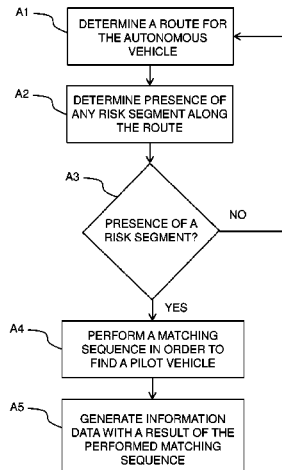 A1
DETERMINE A ROUTE FOR
THE AUTONOMOUS
VEHICLE
A2
DETERMINE PRESENCE OF
ANY RISK SEGMENT ALONG
THE ROUTE
A3
PRESENCE OF A
RISK SEGMENT?
NO
YES
A4
PERFORM A MATCHING
SEQUENCE IN ORDER TO
FIND A PILOT VEHICLE
A5
GENERATE INFORMATION
DATA WITH A RESULT OF THE
PERFORMED MATCHING
SEQUENCE